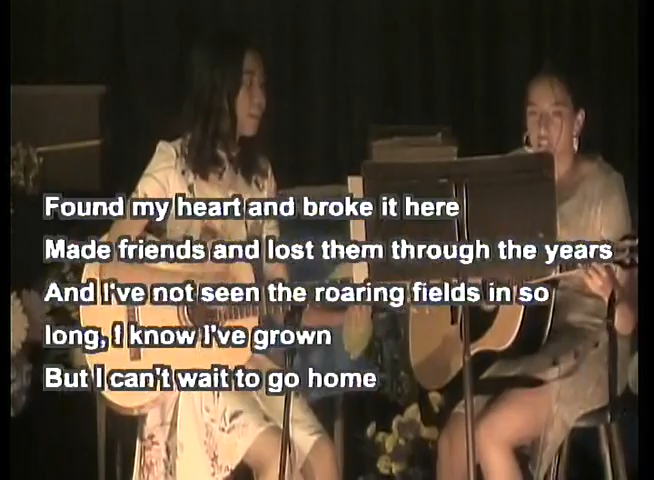 Found my heart and broke it here
Made friends and lost them through the years
And I've not seen the roaring fields in so
long, I know I've grown
But I can't wait to go home